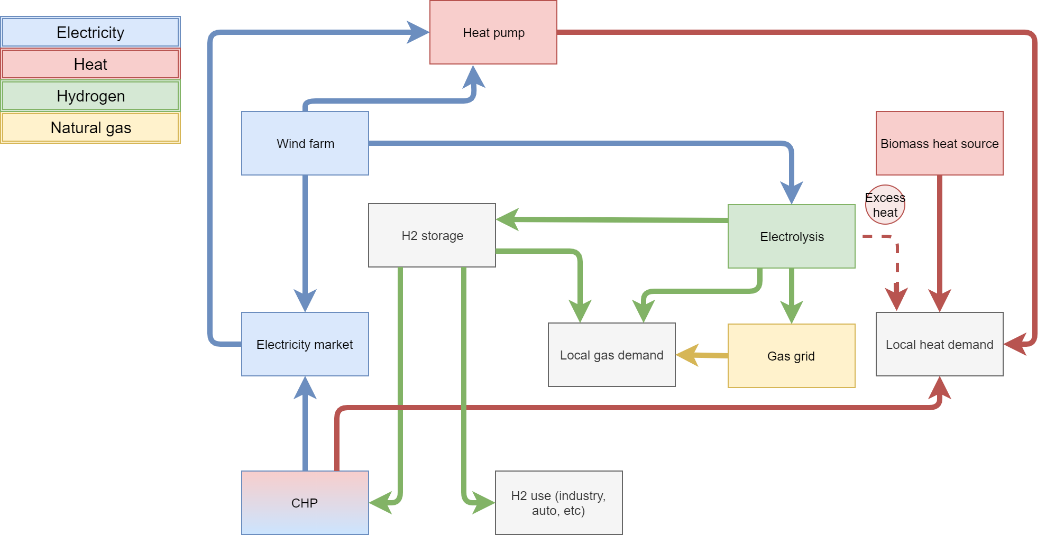 Electricity
Heat
Hydrogen
Natural gas
Heat pump
Wind farm
Biomass heat source
Excess
heat
H2 storage
Electrolysis
Electricity market
Local gas demand
Gas grid
Local heat demand
CHP
H2 use (industry,
auto, etc)